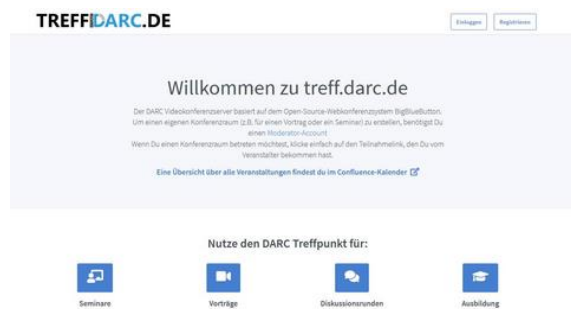 TREFF.DARC.DE
Einloggen
Registrieren
Willkommen zu treff.darc.de
Der DARC Videokonferenzserver basiert auf dem Open-Source-Webkonferenzsystem BigBlueButton.
Um einen eigenen Konferenzraum (z.B. für einen Vortrag oder ein Seminar) zu erstellen, benötigst Du
einen Moderator-Account
Wenn Du einen Konferenzraum betreten möchtest, klicke einfach auf den Teilnahmelink, den Du vom
Veranstalter bekommen hast.
Eine Übersicht über alle Veranstaltungen findest du im Confluence-Kalender
Nutze den DARC Treffpunkt für:
Seminare
Vorträge
Diskussionsrunden
Ausbildung